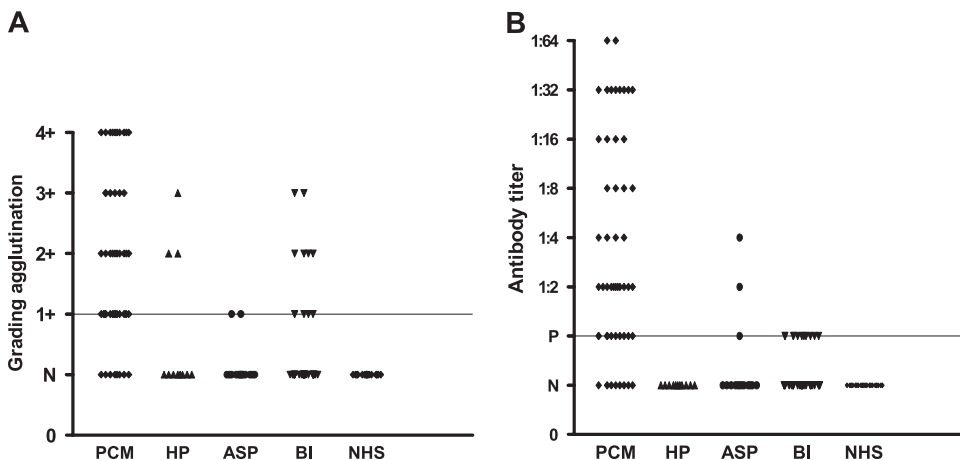 A
Grading agglutination
4+
3+
2+
1+
N
0
PCM HP ASP BI NHS
B
Antibody titer
1:64
1:32
1:16
1:8
1:4
1:2
P
N
0
PCM HP ASP BI NHS